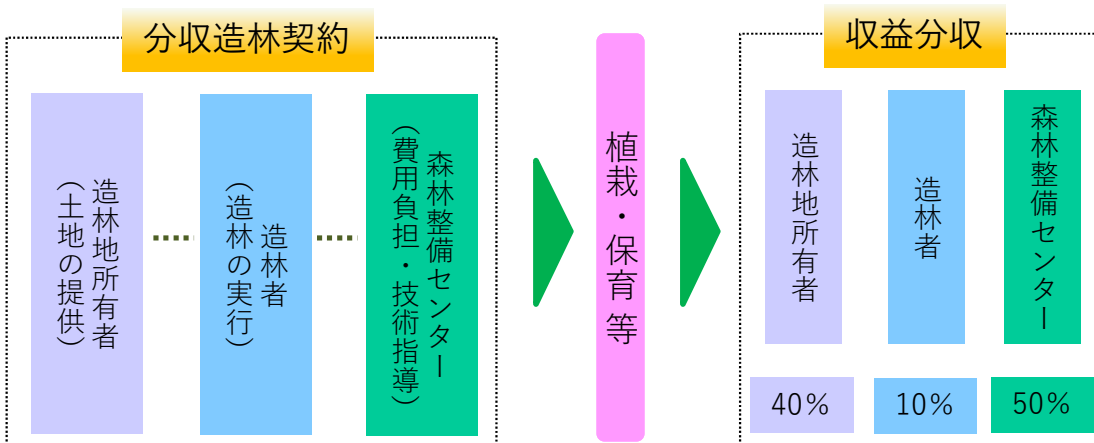 分収造林契約
造林地所有者
（土地の提供）
造林者
（造林の実行）
森林整備センター
（費用負担・技術指導）
植栽・保育等
収益分収
造林地所有者
造林者
森林整備センター
40%
10%
50%